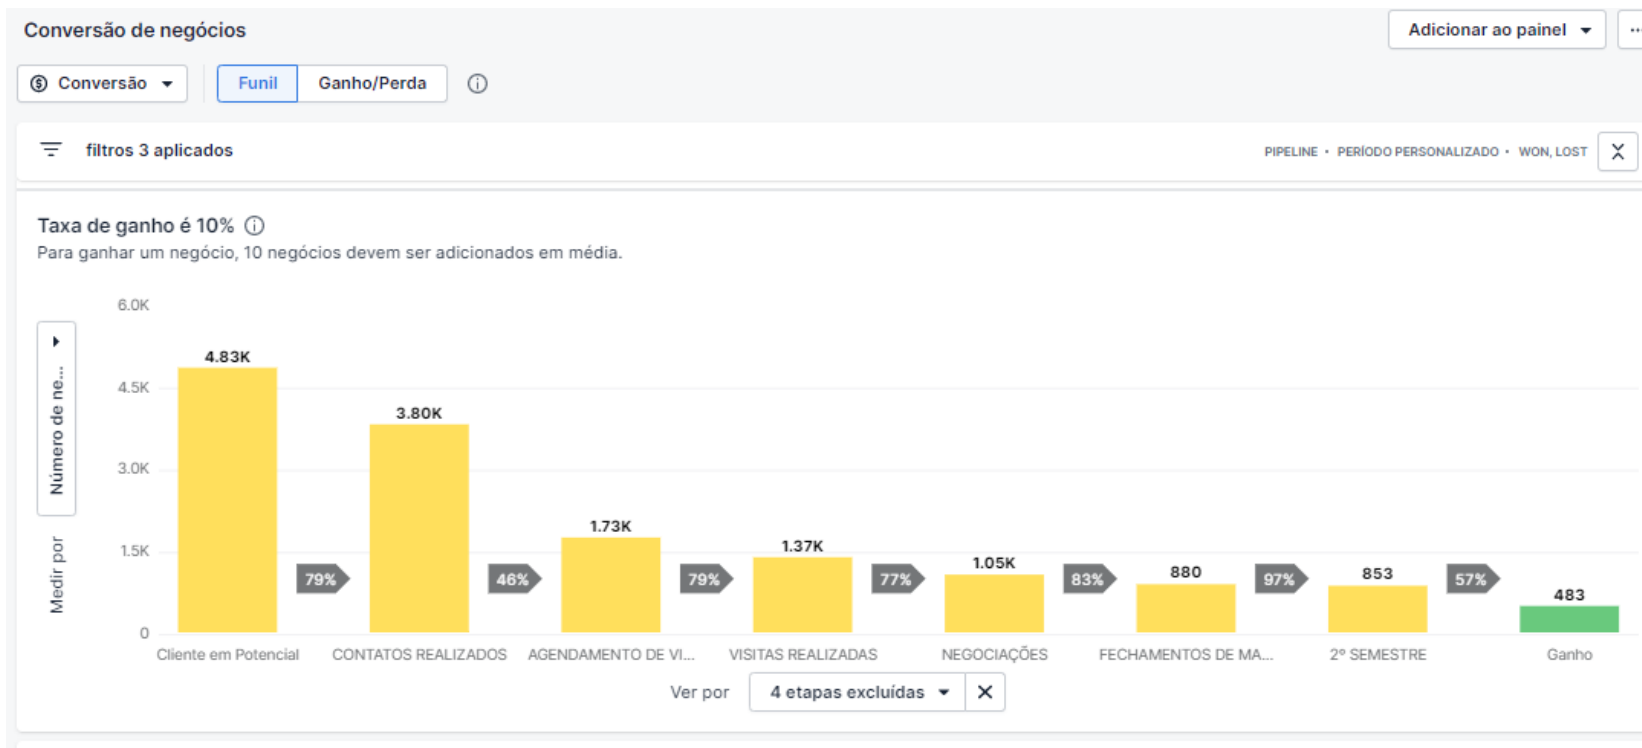 Conversão de negócios
Adicionar ao painel
Conversão
Funil
Ganho/Perda
filtros 3 aplicados
PIPELINE • PERÍODO PERSONALIZADO • WON, LOST
Taxa de ganho é 10%
Para ganhar um negócio, 10 negócios devem ser adicionados em média.
Medir por
Número de ne...
6.0K
4.5K
3.0K
1.5K
0
4.83K
3.80K
1.73K
1.37K
1.05K
880
853
483
79%
46%
79%
77%
83%
97%
57%
Cliente em Potencial
CONTATOS REALIZADOS
AGENDAMENTO DE VI...
VISITAS REALIZADAS
NEGOCIAÇÕES
FECHAMENTOS DE MA...
2º SEMESTRE
Ganho
Ver por
4 etapas excluídas